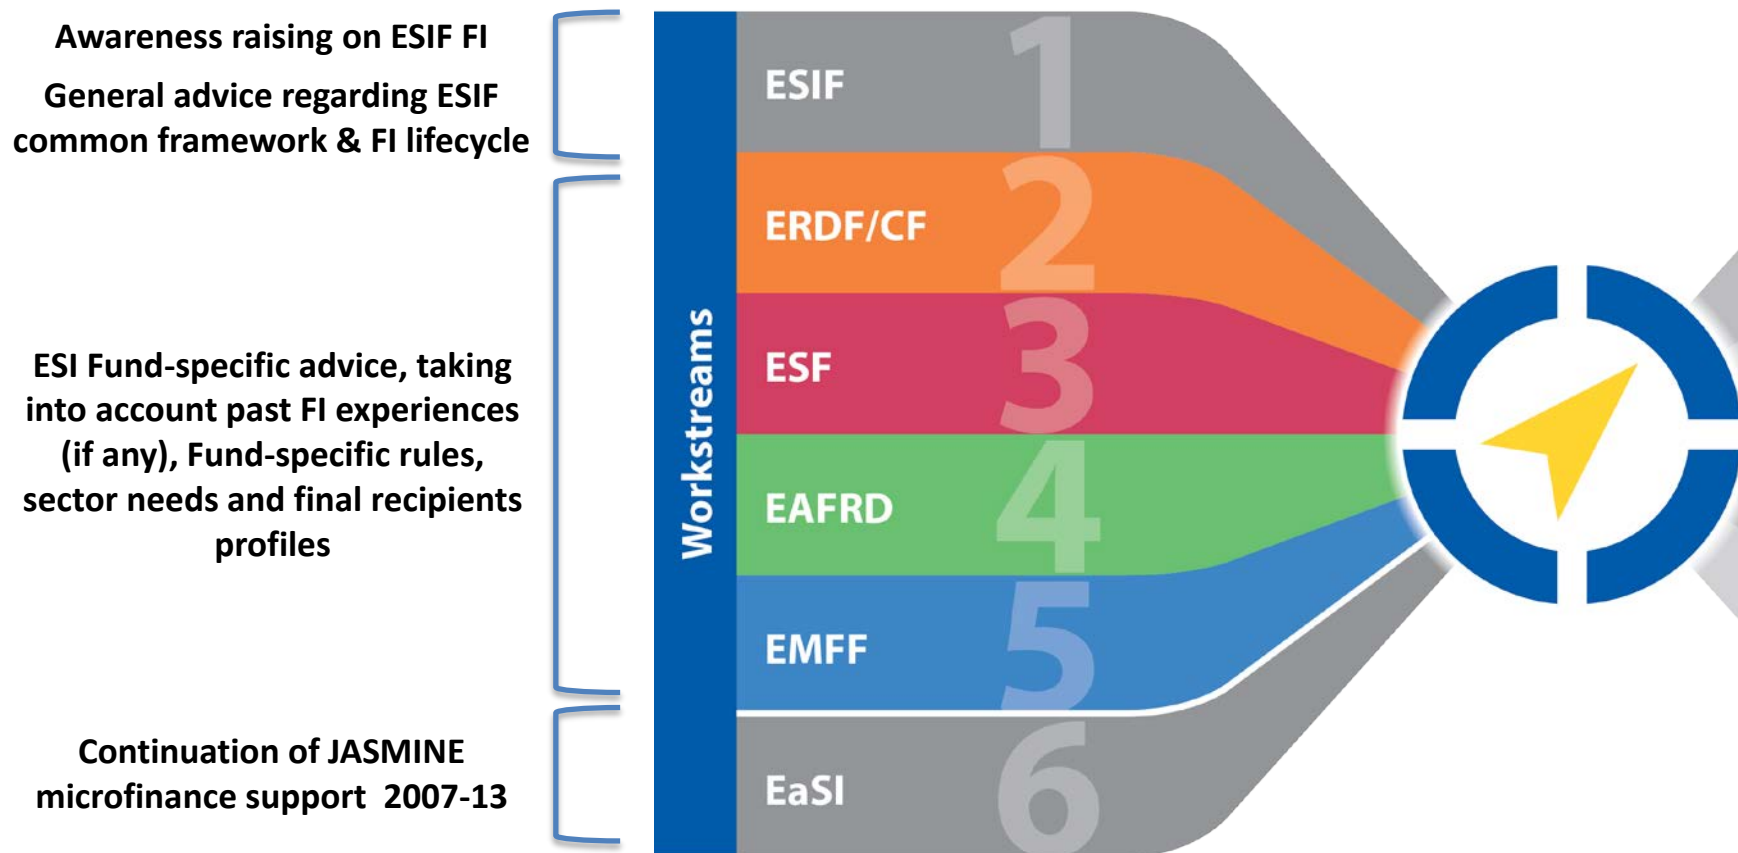 Awareness raising on ESIF FI
General advice regarding ESIF
common framework & FI lifecycle
ESI Fund-specific advice, taking
into account past FI experiences
(if any), Fund-specific rules,
sector needs and final recipients
profiles
Continuation of JASMINE
microfinance support 2007-13
Workstreams
ESIF 1
ERDF/CF 2
ESF 3
EAFRD 4
EMFF 5
EaSI 6